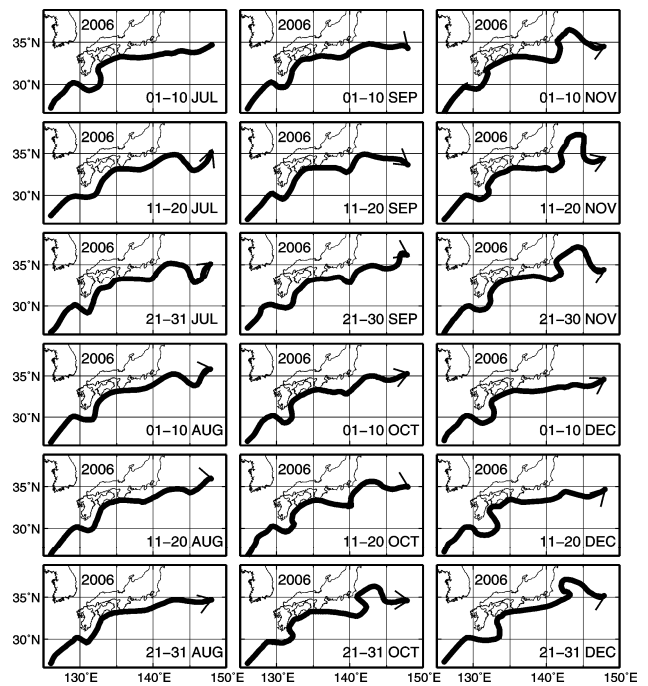 2006 2006 2006
35°N
30°N
01−10 JUL 01−10 SEP 01−10 NOV
2006 2006 2006
35°N
30°N
11−20 JUL 11−20 SEP 11−20 NOV
2006 2006 2006
35°N
30°N
21−31 JUL 21−30 SEP 21−30 NOV
2006 2006 2006
35°N
30°N
01−10 AUG 01−10 OCT 01−10 DEC
2006 2006 2006
35°N
30°N
11−20 AUG 11−20 OCT 11−20 DEC
2006 2006 2006
35°N
30°N
21−31 AUG 21−31 OCT 21−31 DEC
130°E 140°E 150°E 130°E 140°E 150°E 130°E 140°E 150°E